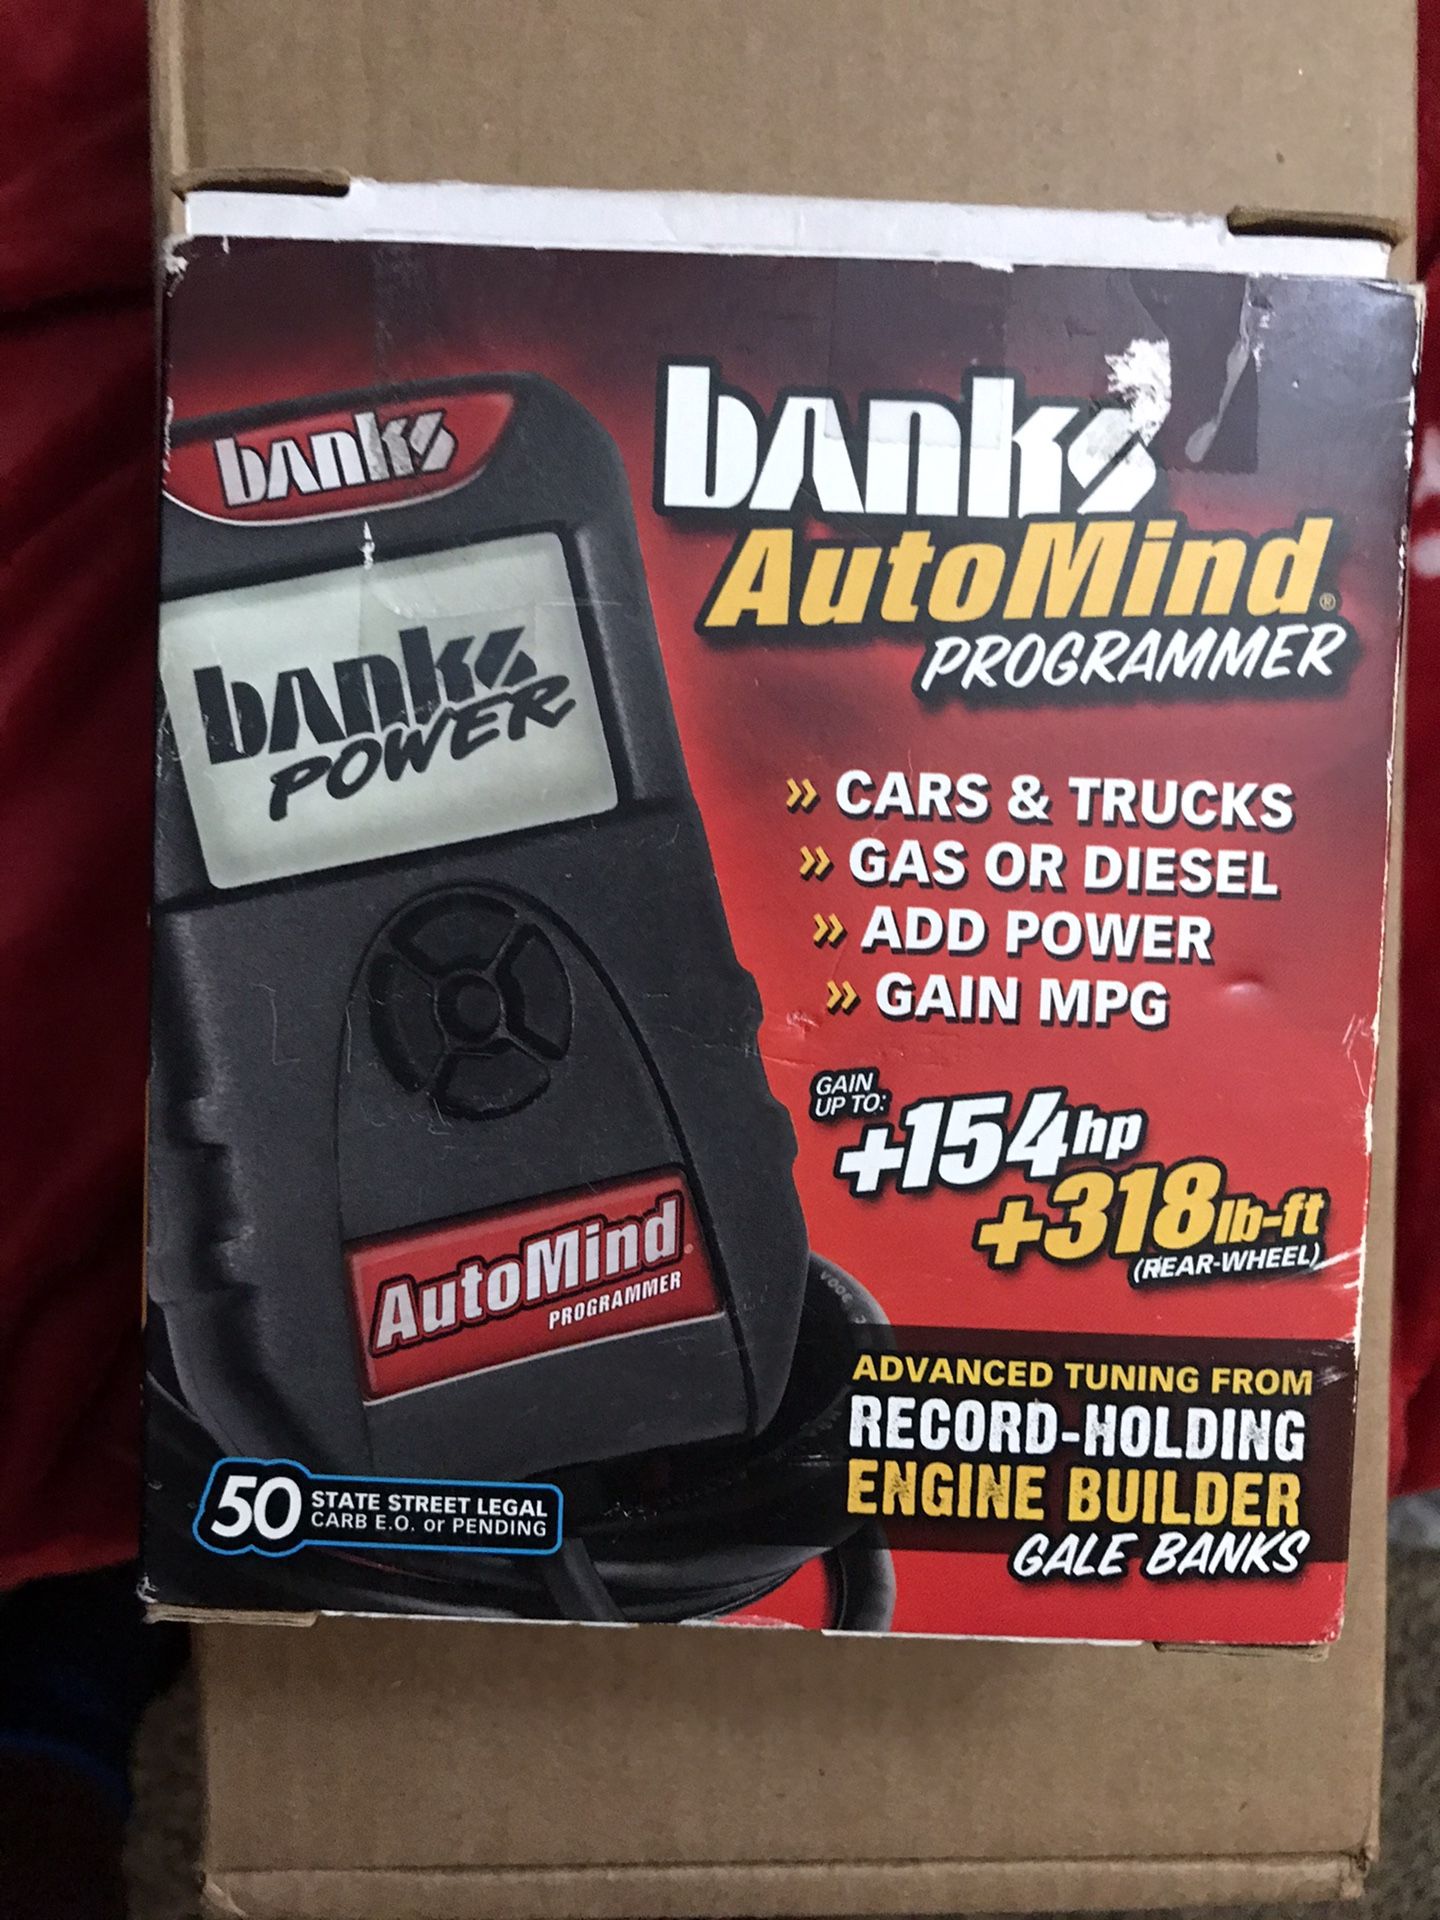 banks
AutoMind®
PROGRAMMER
banks
banks
POWER
» CARS & TRUCKS
» GAS OR DIESEL
» ADD POWER
» GAIN MPG
GAIN
UP TO:
+154hp
+318lb-ft
(REAR-WHEEL)
AutoMind
PROGRAMMER
ADVANCED TUNING FROM
RECORD-HOLDING
ENGINE BUILDER
GALE BANKS
50 STATE STREET LEGAL
CARB E.O. or PENDING